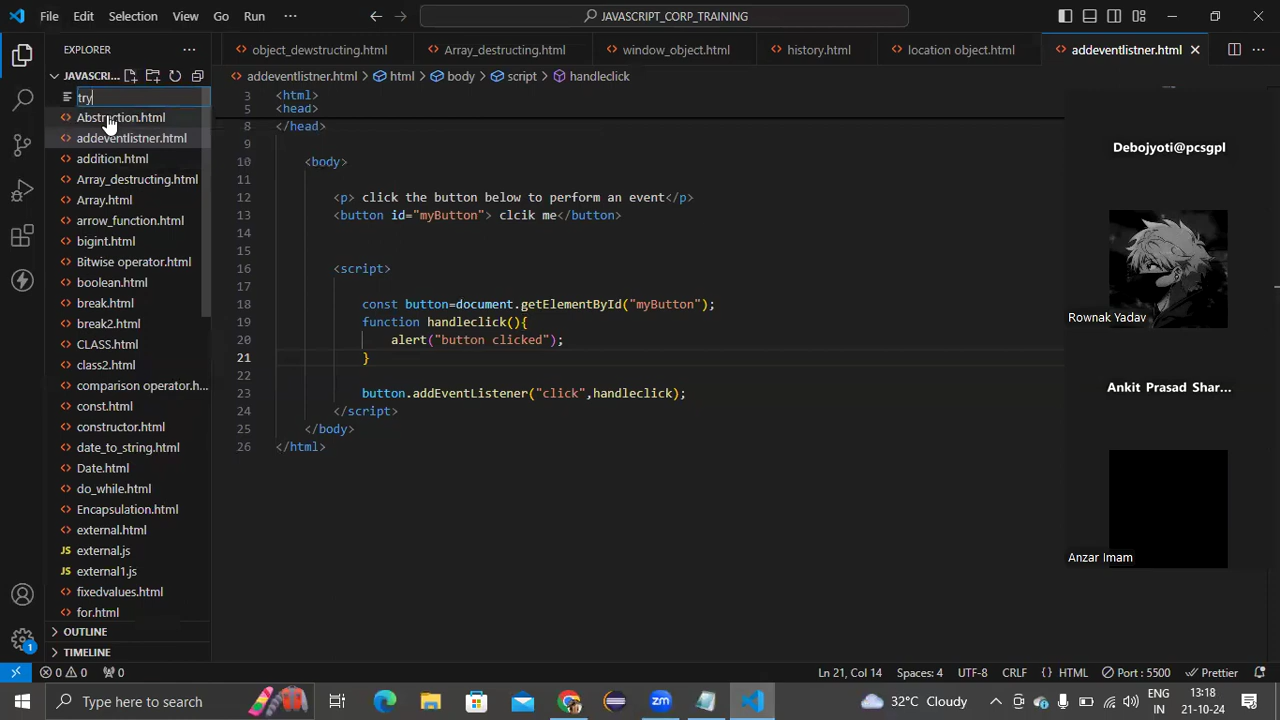 File Edit Selection View Go Run ··· JAVASCRIPT_CORP_TRAINING
EXPLORER ···
object_dewstructing.html Array_destructing.html window_object.html history.html location object.html addeventlistner.html
JAVASCRI...
addeventlistner.html > html > body > script > handleclick
try
Abstraction.html
addeventlistner.html
addition.html
Array_destructing.html
Array.html
arrow_function.html
bigint.html
Bitwise operator.html
boolean.html
break.html
break2.html
CLASS.html
class2.html
comparison operator.h...
const.html
constructor.html
date_to_string.html
Date.html
do_while.html
Encapsulation.html
external.html
JS external.js
JS external1.js
fixedvalues.html
for.html
OUTLINE
TIMELINE
3 <html>
5 <head>
8 </head>
9
10 <body>
11
12 <p> click the button below to perform an event</p>
13 <button id="myButton"> clcik me</button>
14
15
16 <script>
17
18 const button=document.getElementById("myButton");
19 function handleclick(){
20 alert("button clicked");
21 }
22
23 button.addEventListener("click",handleclick);
24 </script>
25 </body>
26 </html>
Debojyoti@pcsgpl
Rownak Yadav
Ankit Prasad Shar...
Anzar Imam
1
0 0 0 Ln 21, Col 14 Spaces: 4 UTF-8 CRLF {} HTML Port : 5500 Prettier
Type here to search zm 32°C Cloudy ENG IN 13:18 21-10-24